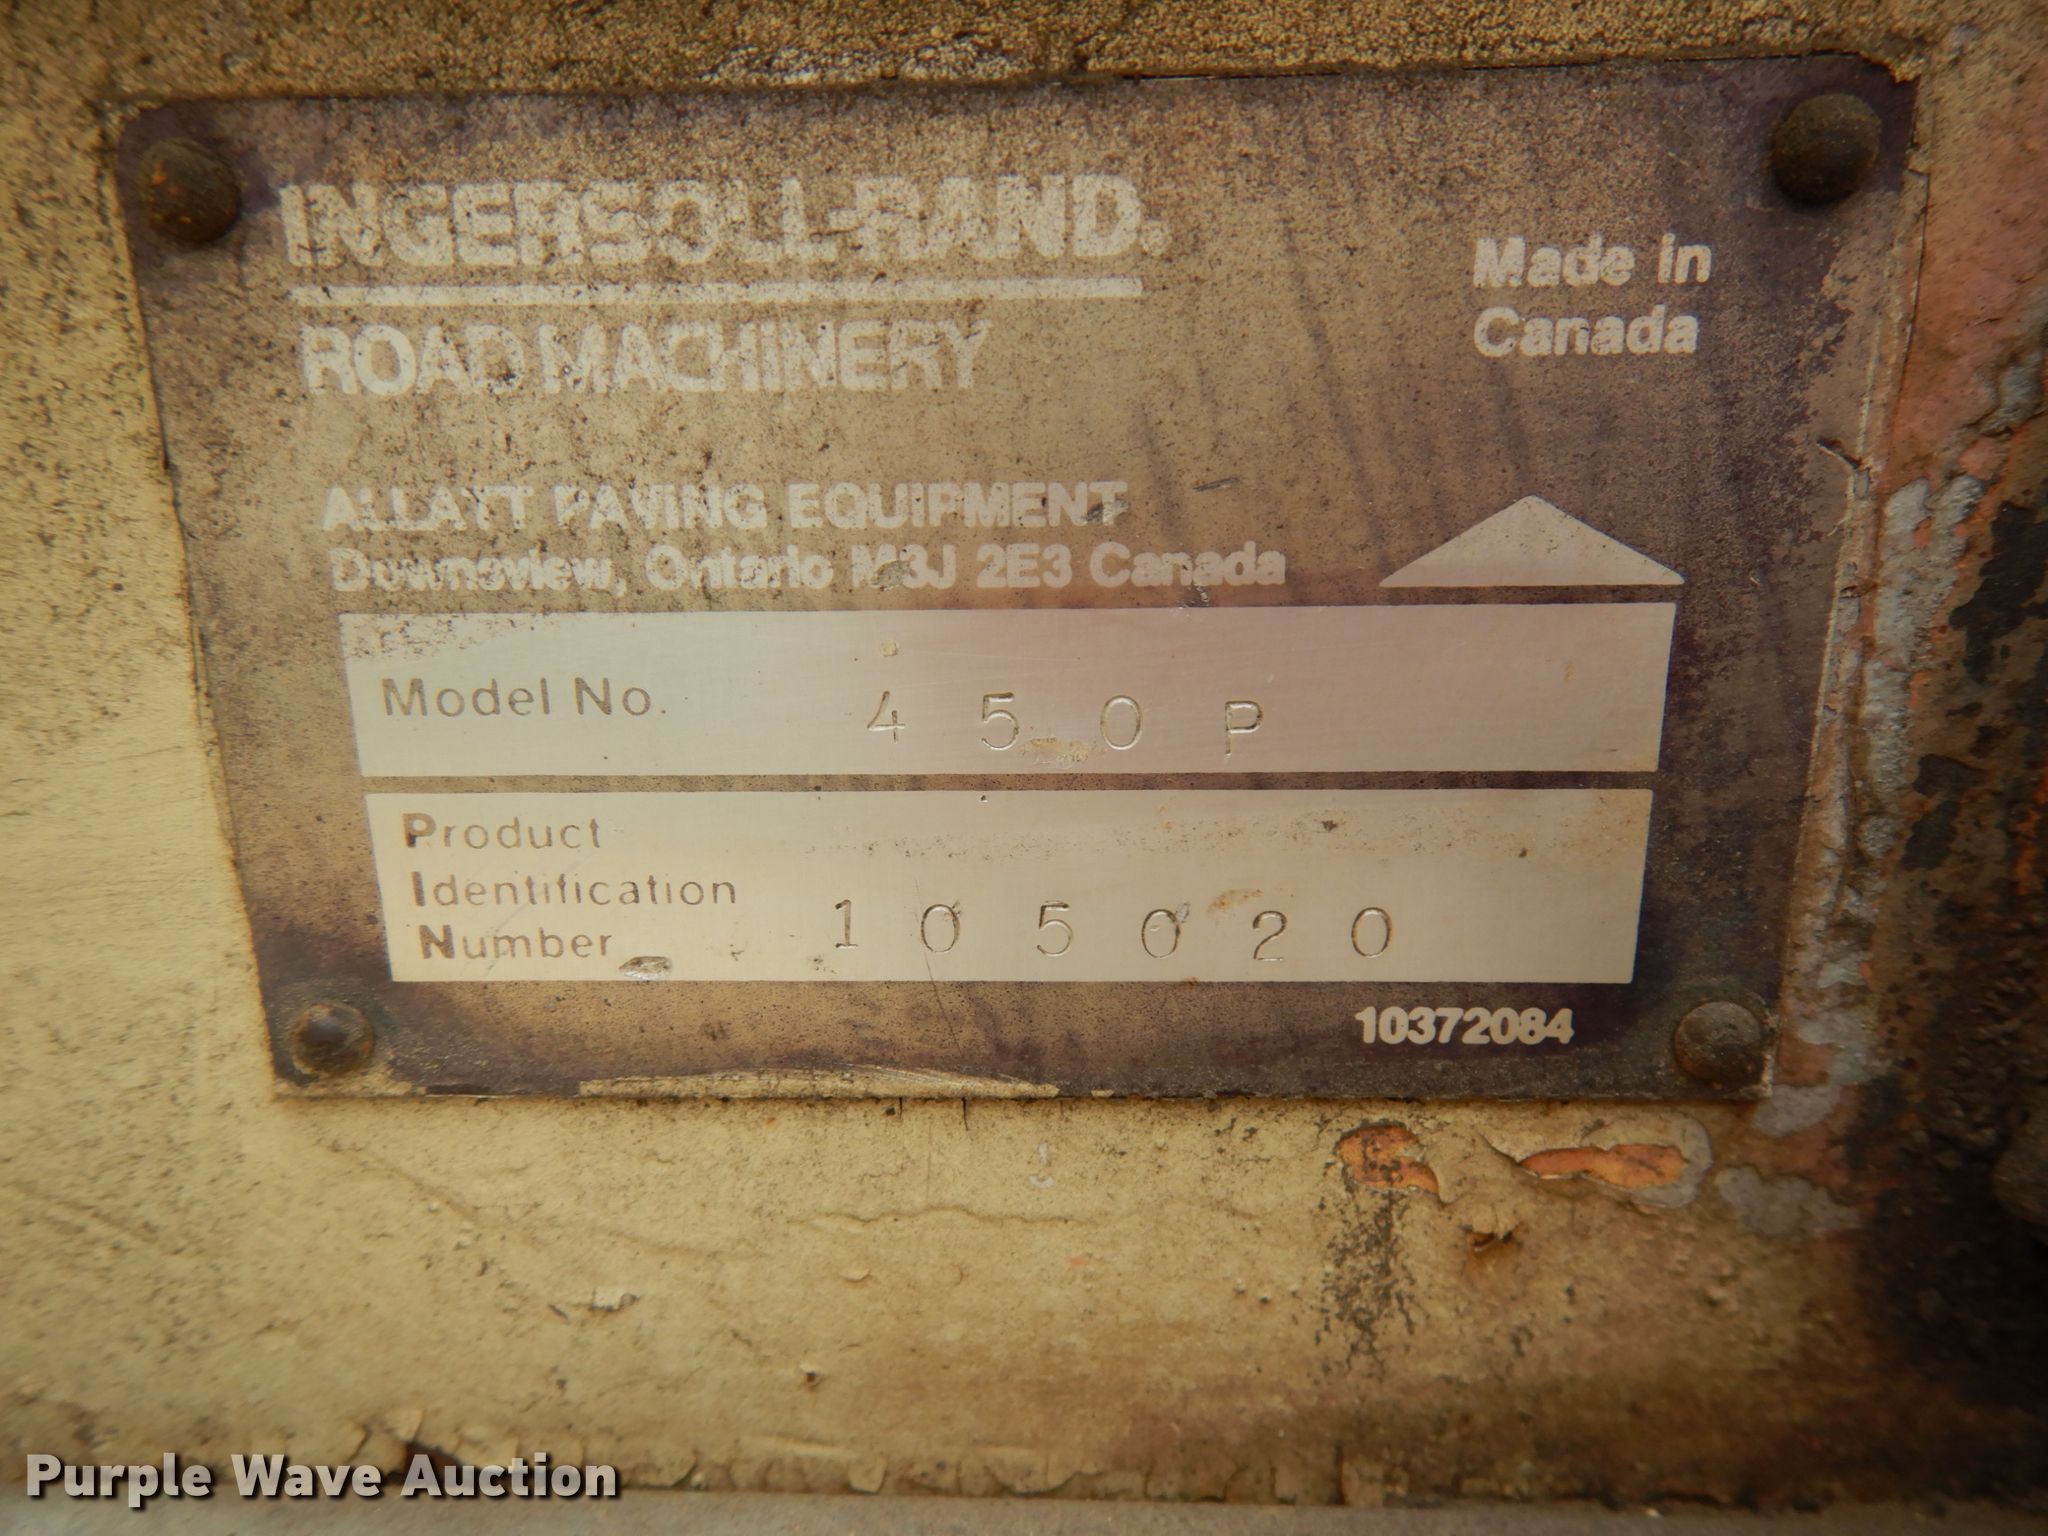 INGERSOLL-RAND®
ROAD MACHINERY
Made in
Canada
ALLATT PAVING EQUIPMENT
Downsview, Ontario M3J 2E3 Canada
Model No. 450P
Product
Identification
Number 105020
10372084
Purple Wave Auction